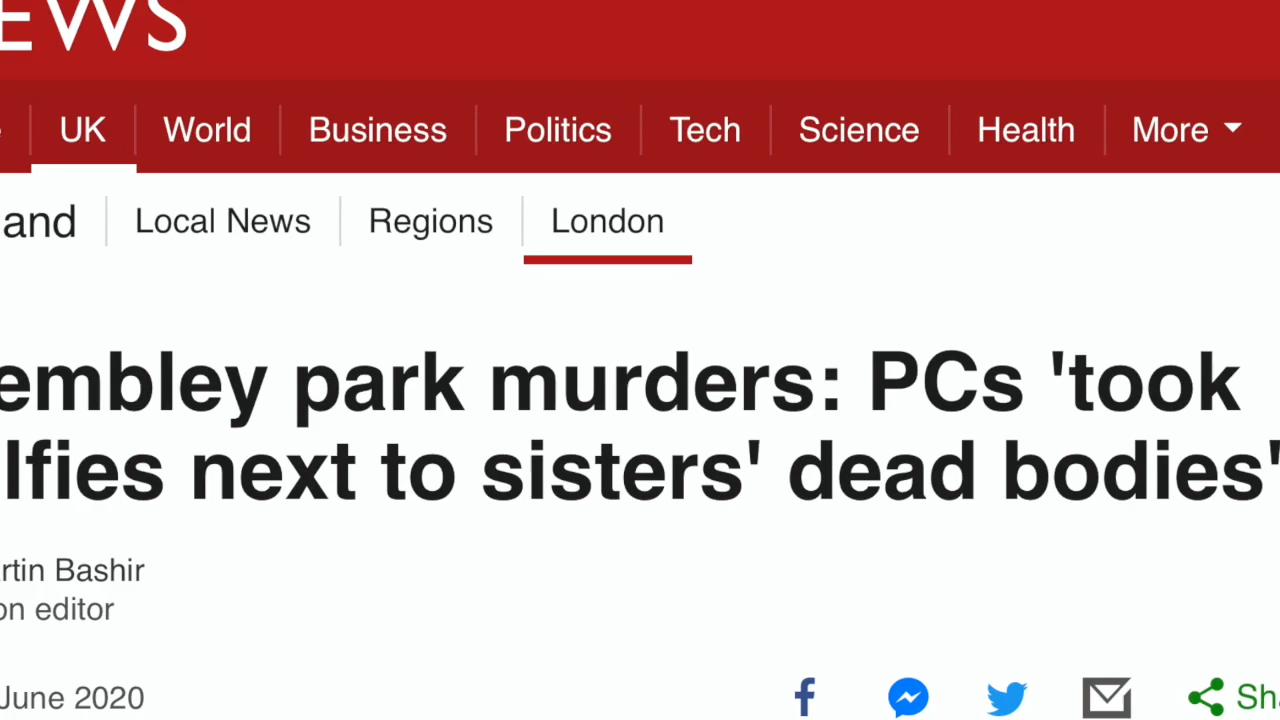 EWS
UK World Business Politics Tech Science Health More
and Local News Regions London
embley park murders: PCs 'took
lfies next to sisters' dead bodies'
rtin Bashir
on editor
June 2020
Sha